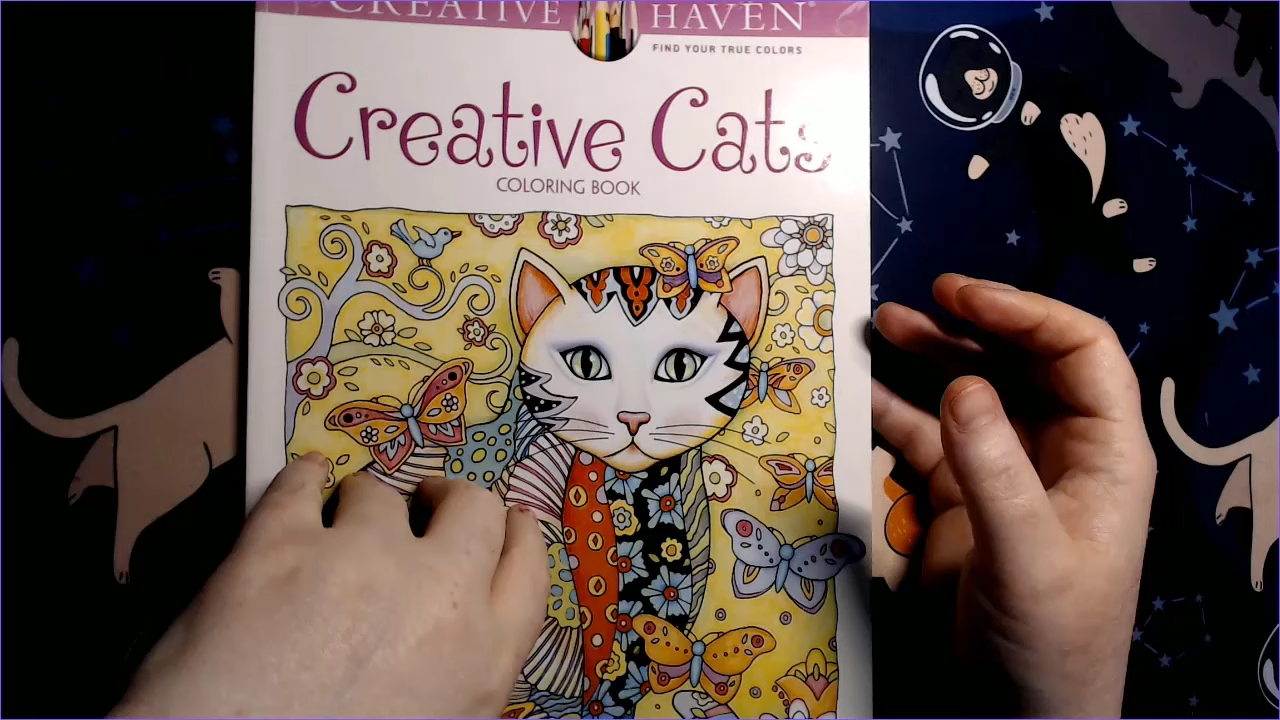 CREATIVE HAVEN®
FIND YOUR TRUE COLORS
Creative Cats
COLORING BOOK